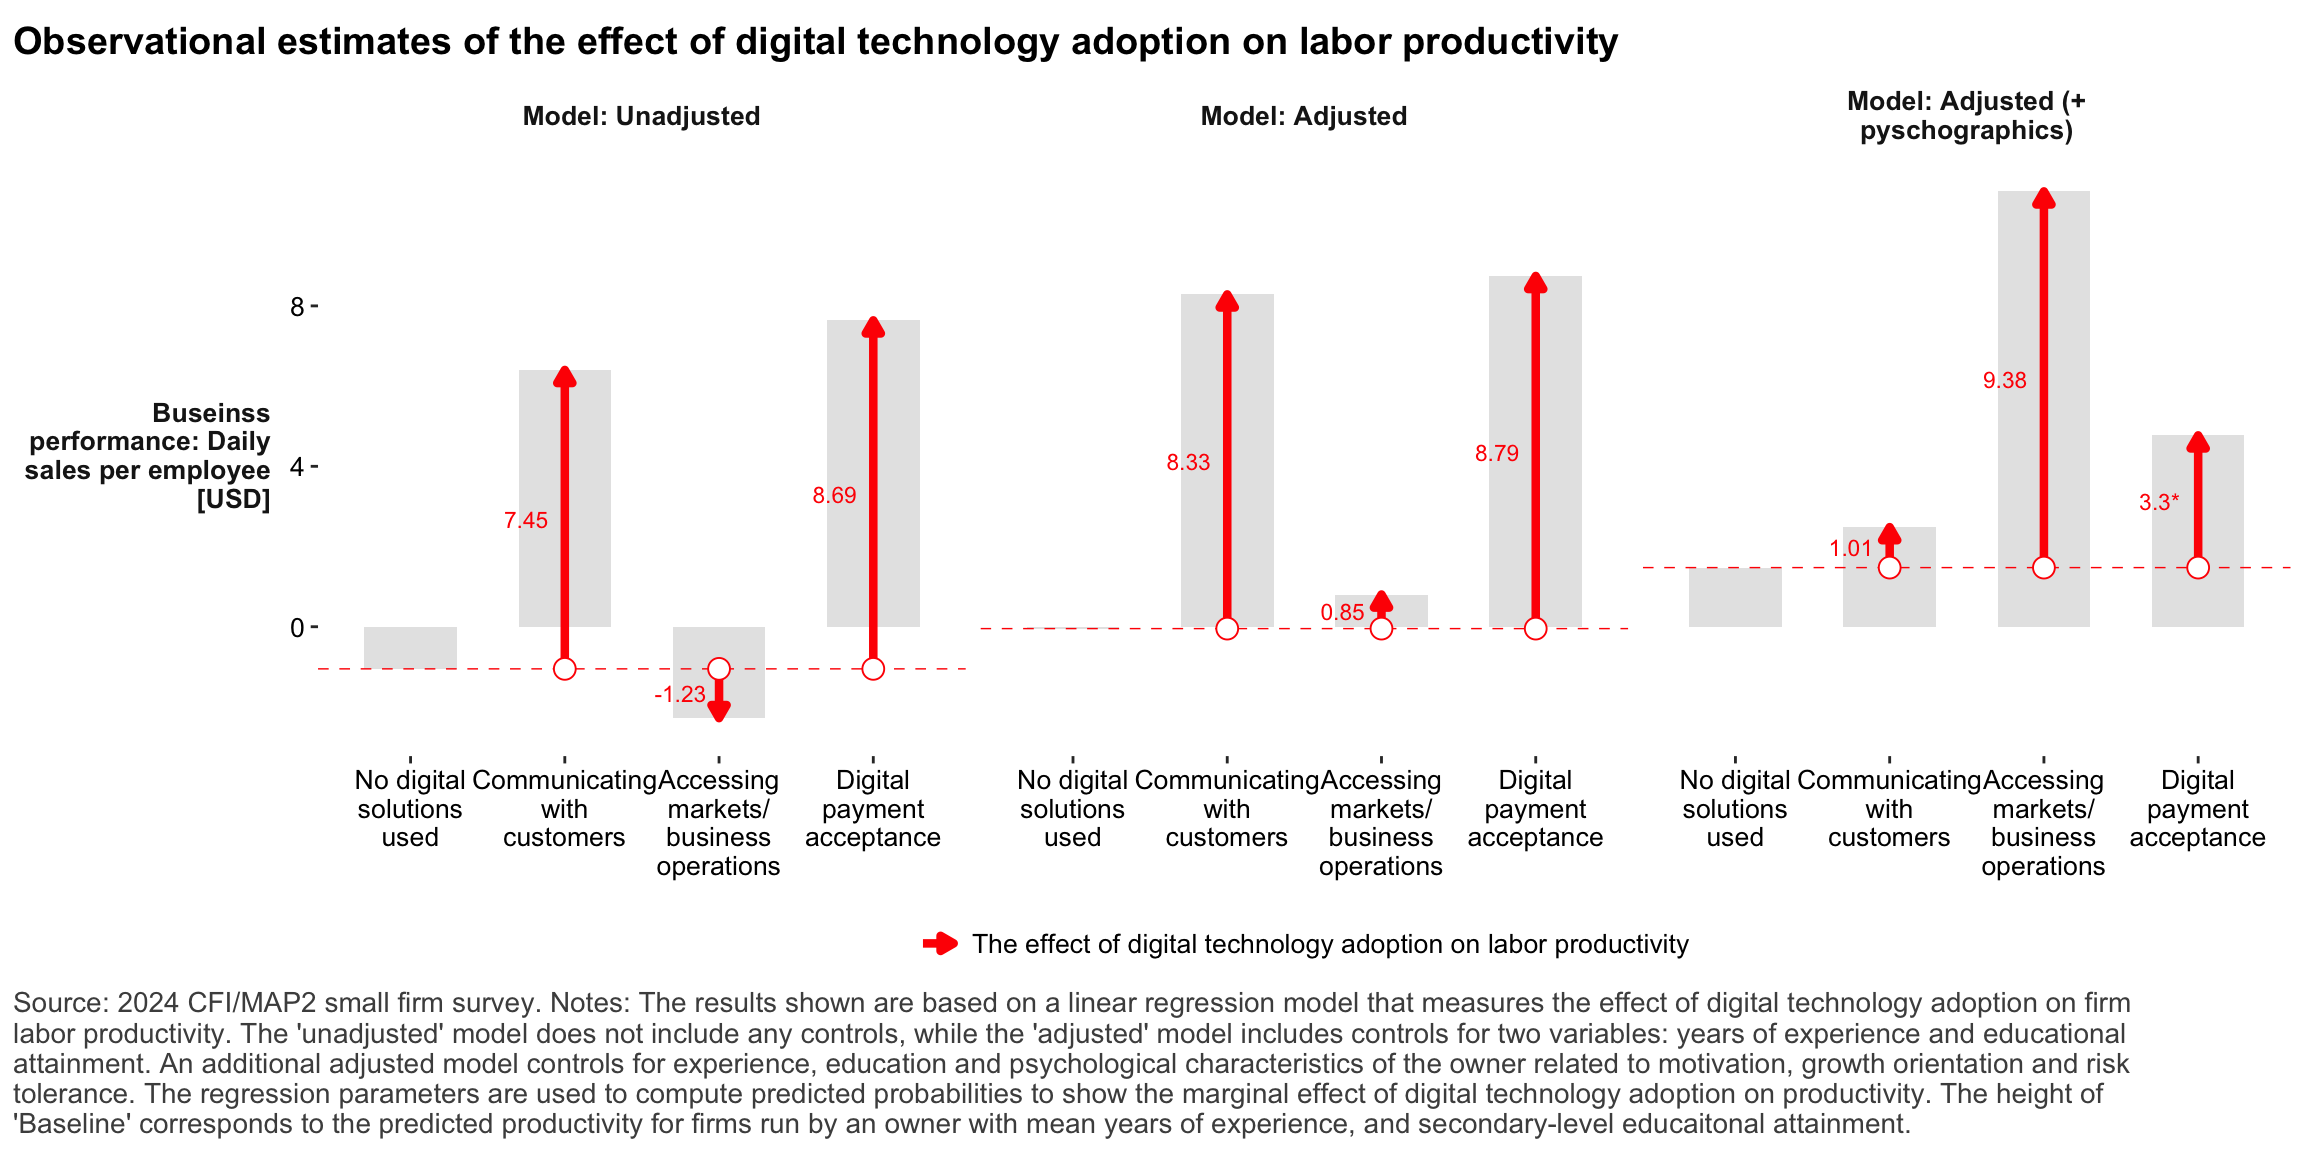 Observational estimates of the effect of digital technology adoption on labor productivity
Model: Unadjusted
Model: Adjusted
Model: Adjusted (+
pyschographics)
Buseinss
performance: Daily
sales per employee
[USD]
8
4
0
7.45
-1.23
8.69
8.33
0.85
8.79
1.01
9.38
3.3*
No digital
solutions
used
Communicating
with
customers
Accessing
markets/
business
operations
Digital
payment
acceptance
No digital
solutions
used
Communicating
with
customers
Accessing
markets/
business
operations
Digital
payment
acceptance
No digital
solutions
used
Communicating
with
customers
Accessing
markets/
business
operations
Digital
payment
acceptance
The effect of digital technology adoption on labor productivity
Source: 2024 CFI/MAP2 small firm survey. Notes: The results shown are based on a linear regression model that measures the effect of digital technology adoption on firm
labor productivity. The 'unadjusted' model does not include any controls, while the 'adjusted' model includes controls for two variables: years of experience and educational
attainment. An additional adjusted model controls for experience, education and psychological characteristics of the owner related to motivation, growth orientation and risk
tolerance. The regression parameters are used to compute predicted probabilities to show the marginal effect of digital technology adoption on productivity. The height of
'Baseline' corresponds to the predicted productivity for firms run by an owner with mean years of experience, and secondary-level educaitonal attainment.